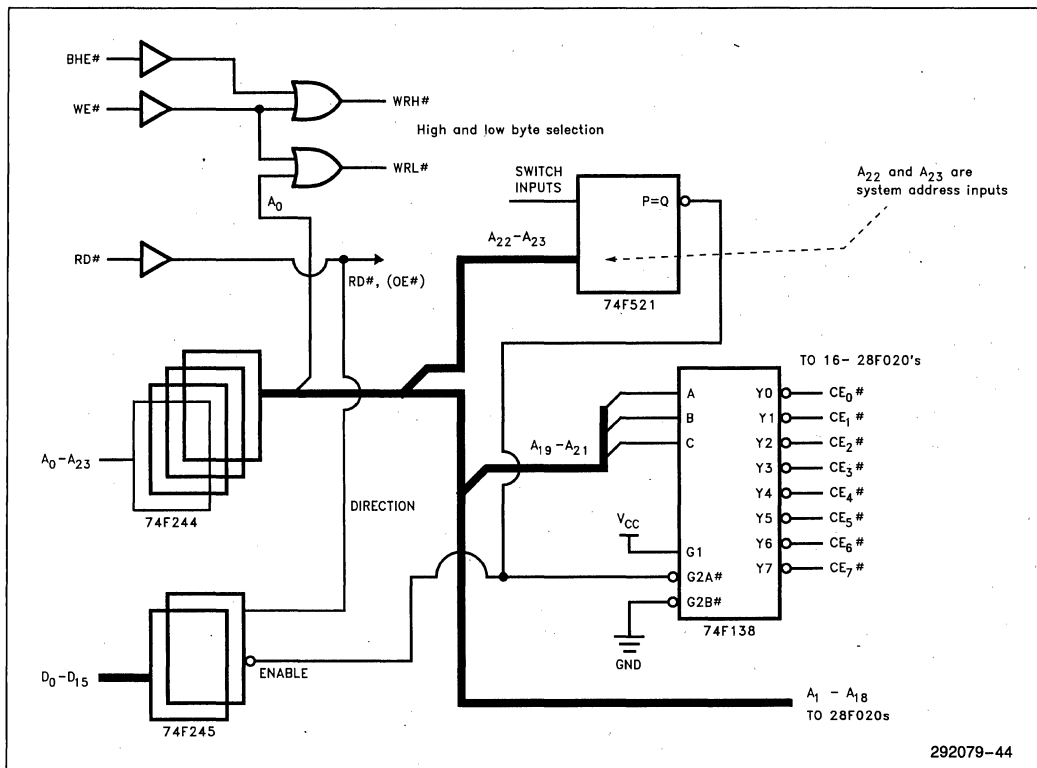 BHE#
WE#
WRH#
High and low byte selection
WRL#
A0
SWITCH
INPUTS
P=Q
A22 and A23 are
system address inputs
A22-A23
RD#
RD#, (OE#)
74F521
TO 16- 28F020's
A
B
C
Y0
Y1
Y2
Y3
Y4
Y5
Y6
Y7
CE0#
CE1#
CE2#
CE3#
CE4#
CE5#
CE6#
CE7#
A19-A21
A0-A23
74F244
DIRECTION
VCC
G1
G2A#
G2B#
74F138
GND
ENABLE
D0-D15
74F245
A1 - A18
TO 28F020s
292079-44